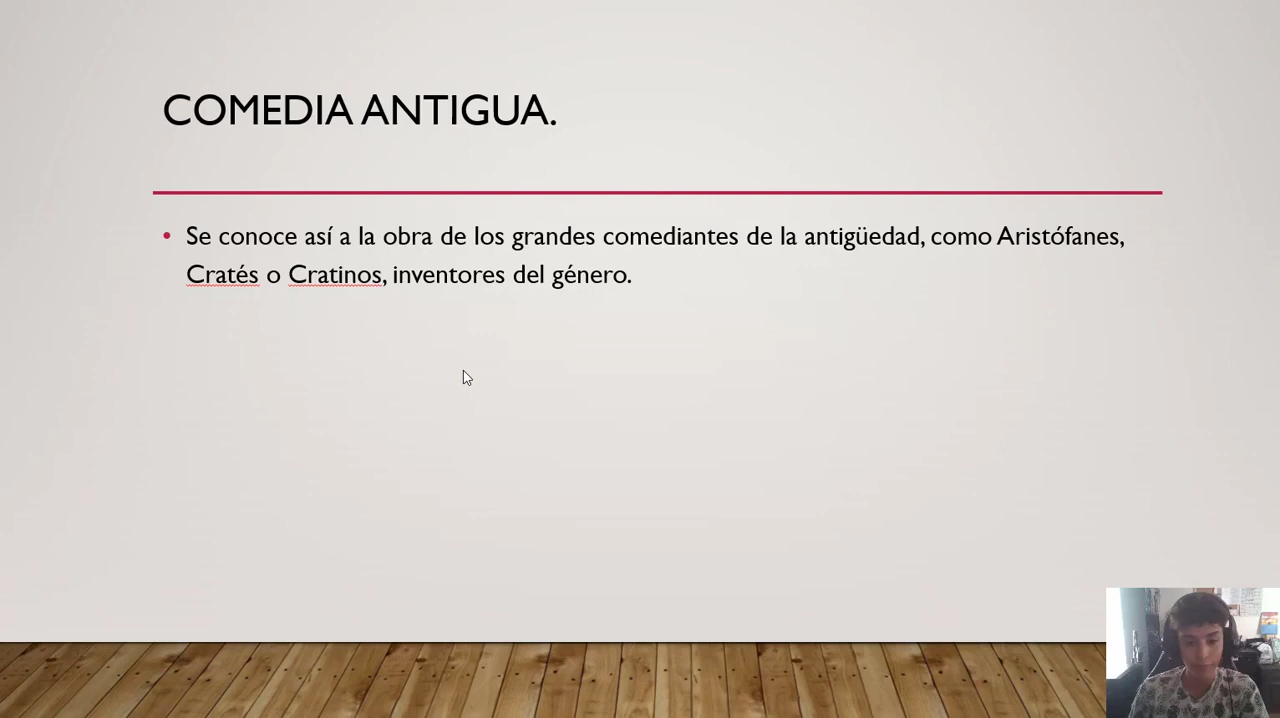 COMEDIA ANTIGUA.
• Se conoce así a la obra de los grandes comediantes de la antigüedad, como Aristófanes,
Cratés o Cratinos, inventores del género.